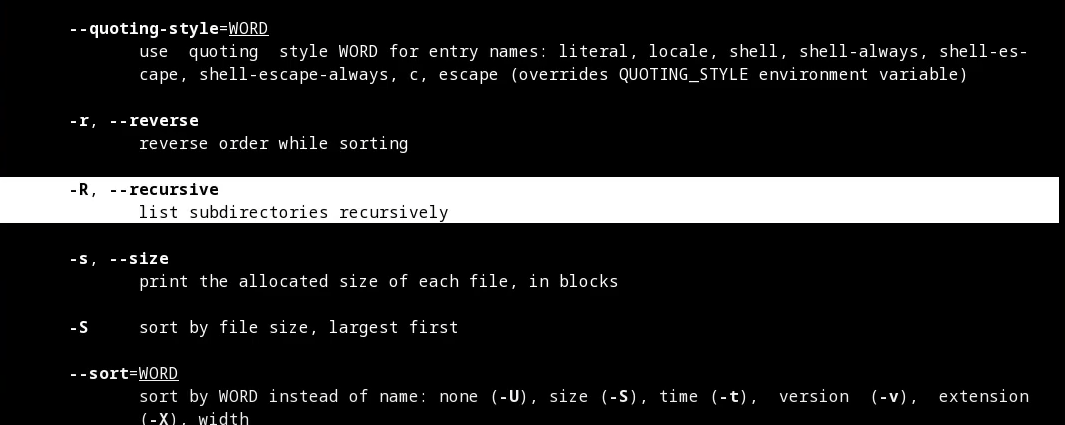 --quoting-style=WORD
use  quoting  style WORD for entry names: literal, locale, shell, shell-always, shell-es-
cape, shell-escape-always, c, escape (overrides QUOTING_STYLE environment variable)
-r, --reverse
reverse order while sorting
-R, --recursive
list subdirectories recursively
-s, --size
print the allocated size of each file, in blocks
-S     sort by file size, largest first
--sort=WORD
sort by WORD instead of name: none (-U), size (-S), time (-t),  version  (-v),  extension
(-X), width